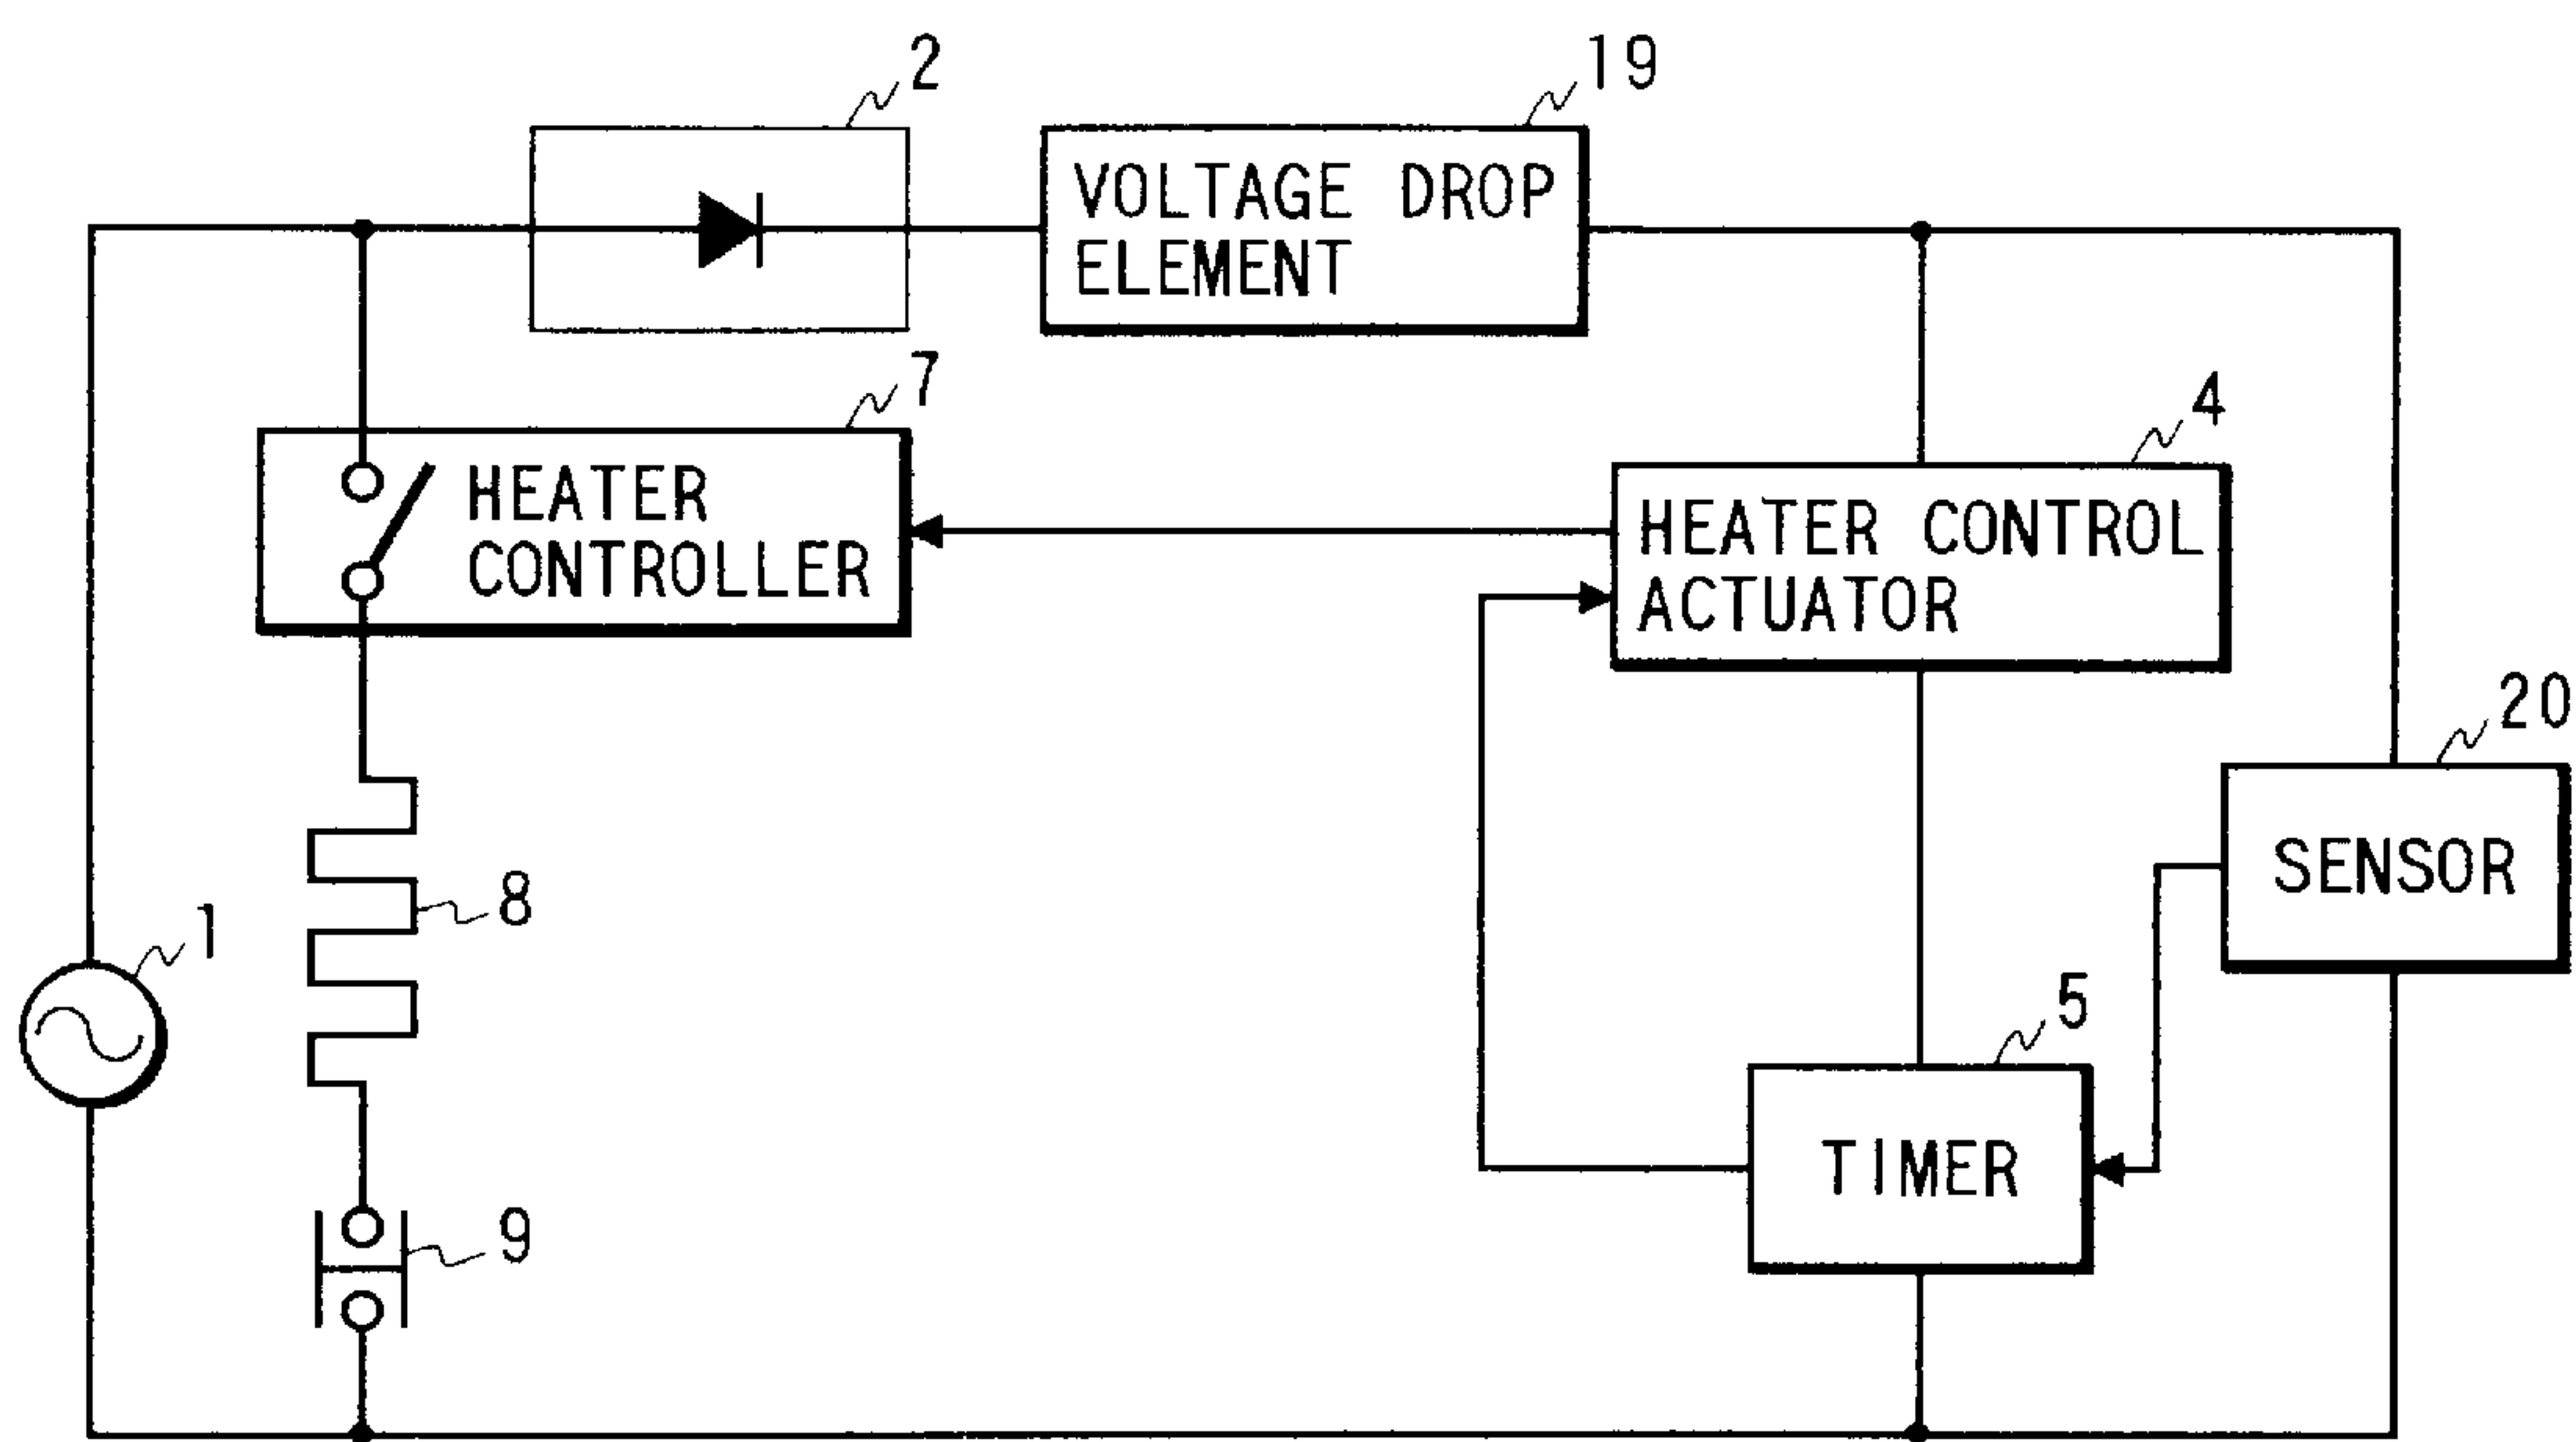 2
19
VOLTAGE DROP
ELEMENT
7
4
HEATER
CONTROLLER
HEATER CONTROL
ACTUATOR
20
8
SENSOR
1
5
TIMER
9